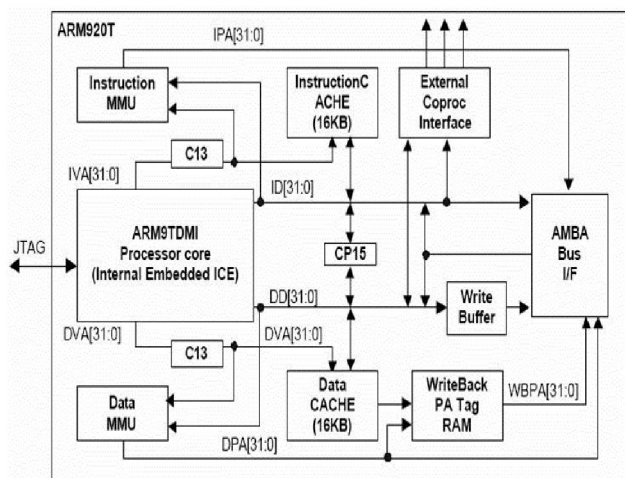 ARM920T
IPA[31:0]
Instruction
MMU
InstructionC
ACHE
(16KB)
External
Coproc
Interface
C13
IVA[31:0]
ID[31:0]
ARM9TDMI
Processor core
(Internal Embedded ICE)
JTAG
CP15
AMBA
Bus
I/F
DD[31:0]
Write
Buffer
DVA[31:0]
C13
DVA[31:0]
Data
MMU
Data
CACHE
(16KB)
WriteBack
PA Tag
RAM
WBPA[31:0]
DPA[31:0]